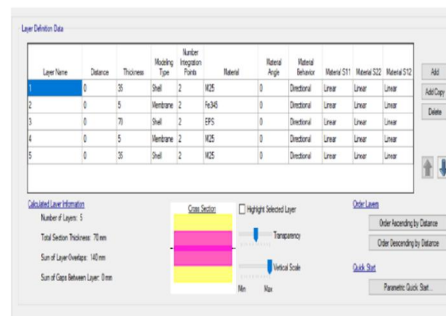 Layer Definition Data
Layer Name Distance Thickness Modeling Type Number Integration Points Material Material Angle Material Behavior Material S11 Material S22 Material S12
1 0 35 Shell 2 M25 0 Directional Linear Linear Linear
2 0 5 Membrane 2 Fe345 0 Directional Linear Linear Linear
3 0 70 Shell 2 EPS 0 Directional Linear Linear Linear
4 0 5 Membrane 2 M25 0 Directional Linear Linear Linear
5 0 35 Shell 2 M25 0 Directional Linear Linear Linear
Add
Add Copy
Delete
Calculated Layer Information
Number of Layers: 5
Total Section Thickness: 70 mm
Sum of Layer Overlaps: 140 mm
Sum of Gaps Between Layer: 0 mm
Cross Section
Highlight Selected Layer
Transparency
Vertical Scale
Min Max
Order Layers
Order Ascending by Distance
Order Descending by Distance
Quick Start
Parametric Quick Start...